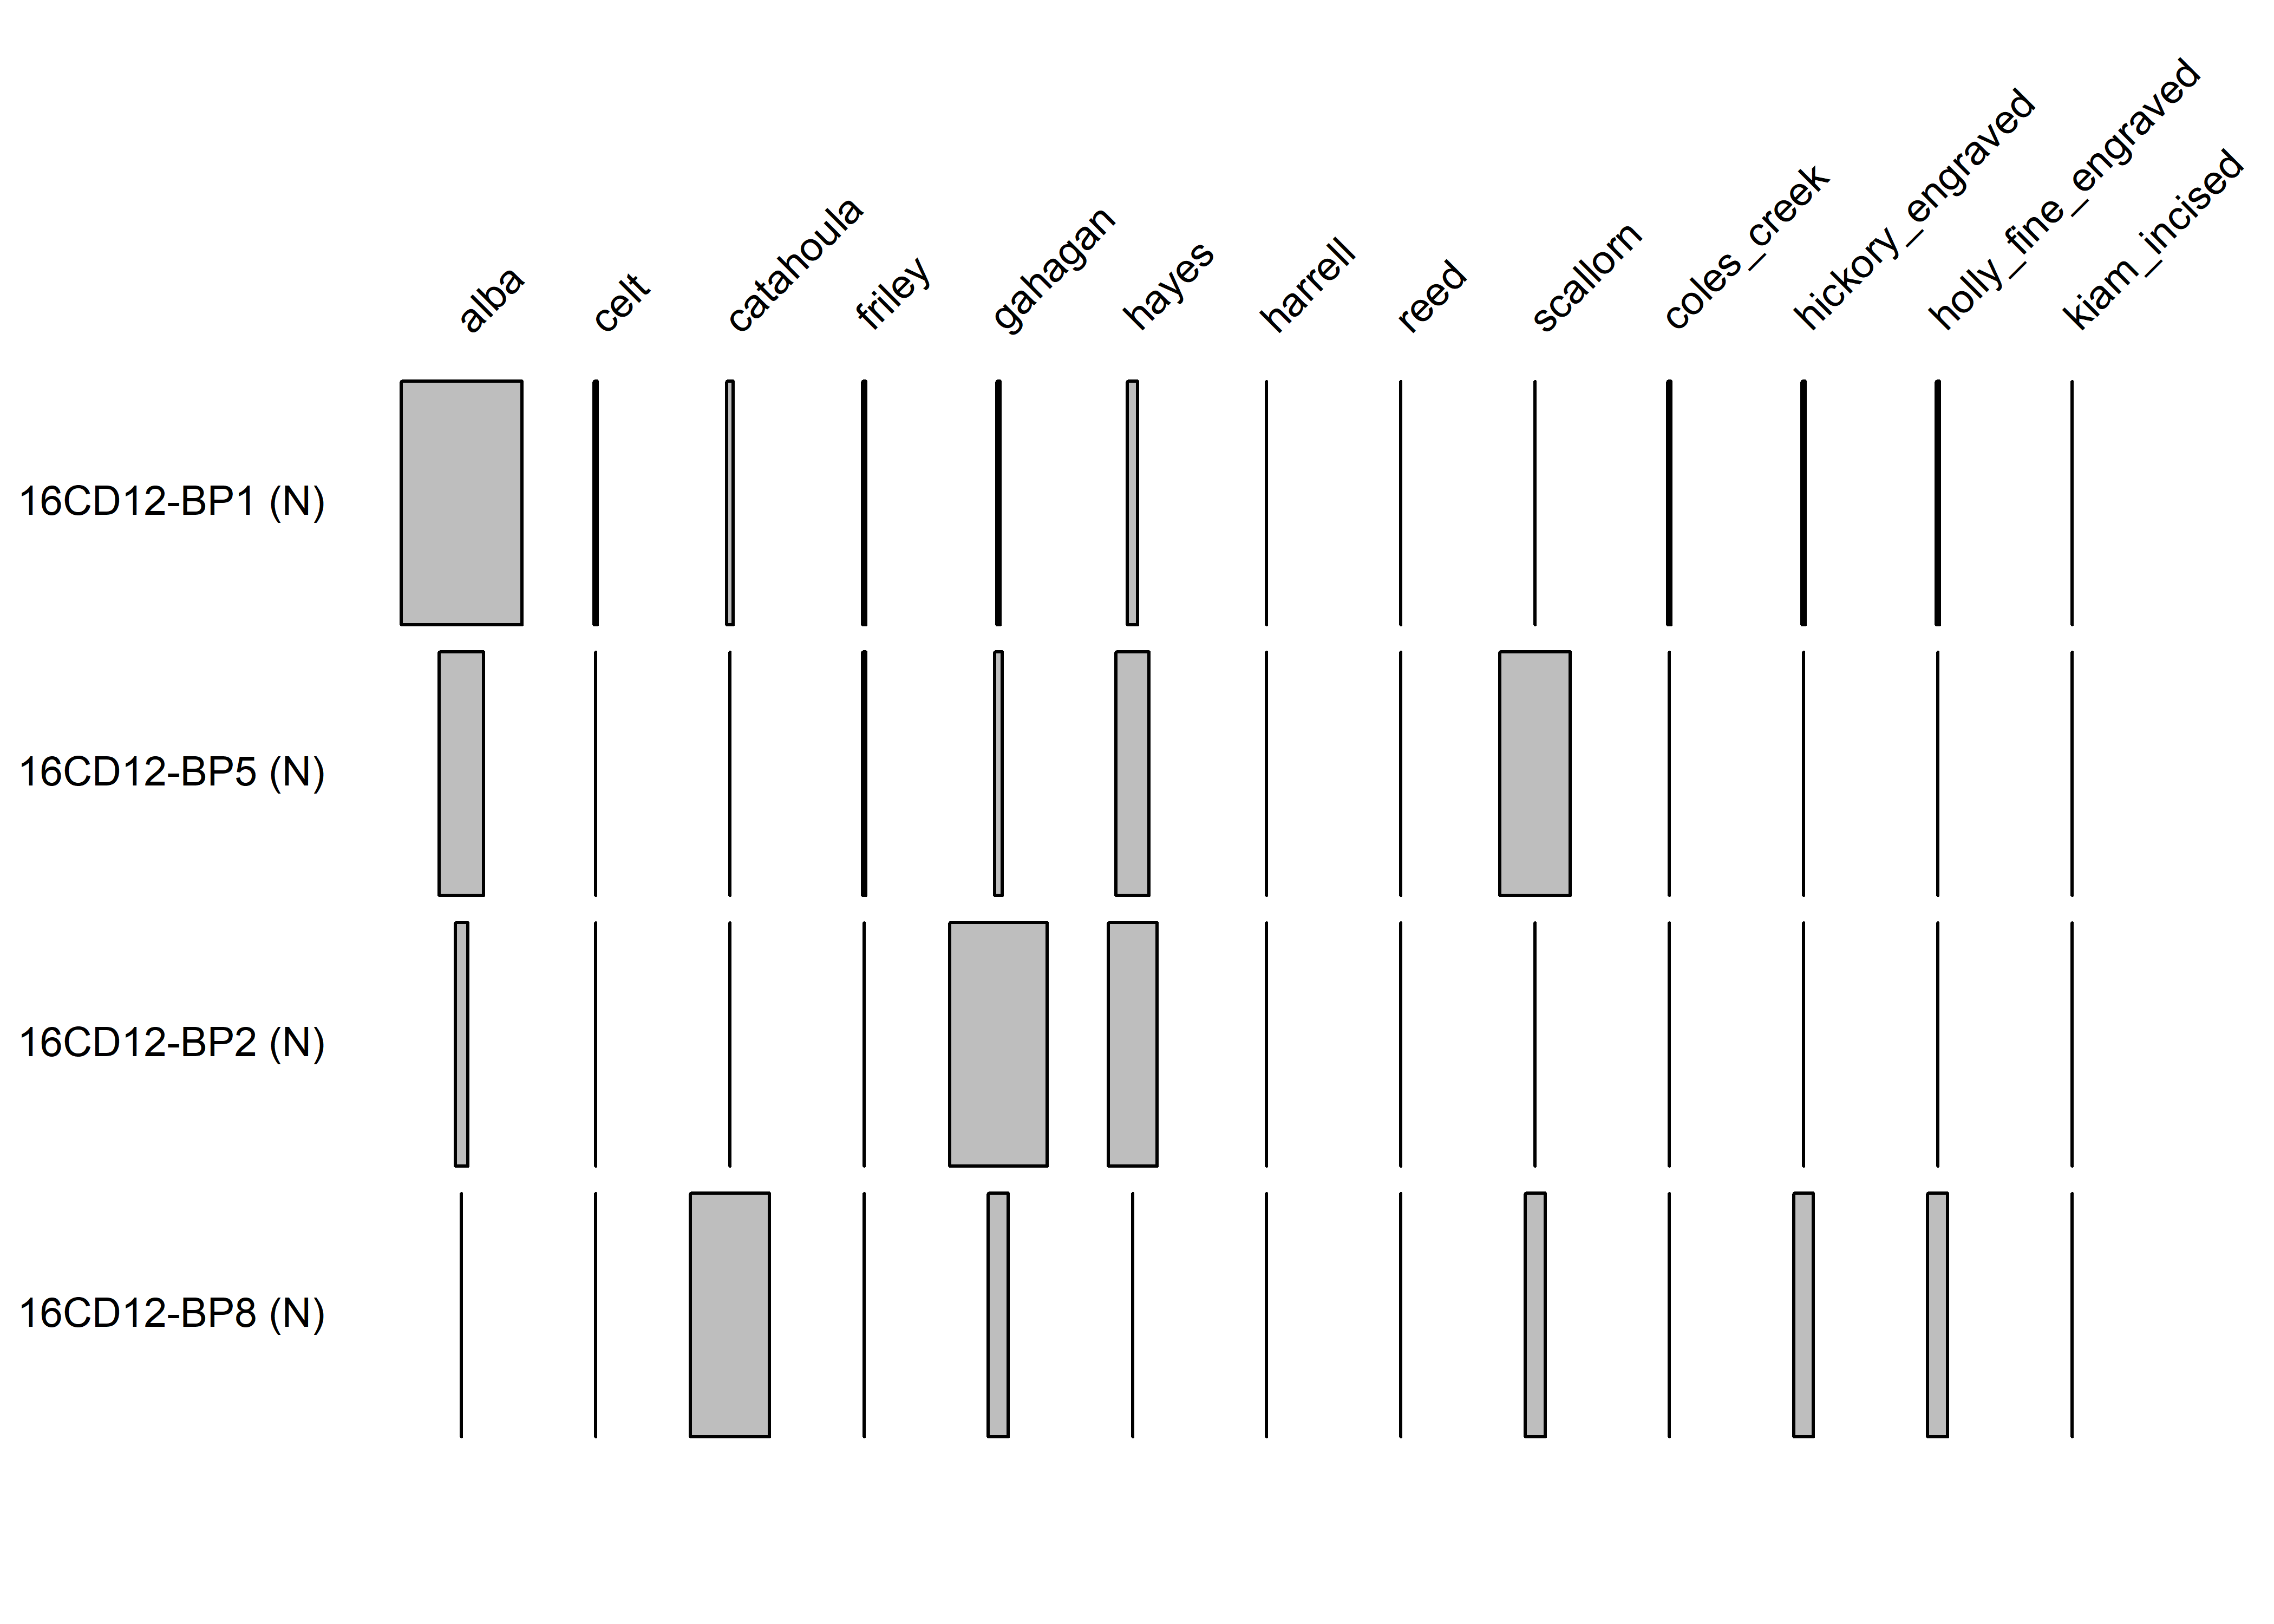 alba
celt
catahoula
friley
gahagan
hayes
harrell
reed
scallorn
coles_creek
hickory_engraved
holly_fine_engraved
kiam_incised
16CD12-BP1 (N)
16CD12-BP5 (N)
16CD12-BP2 (N)
16CD12-BP8 (N)